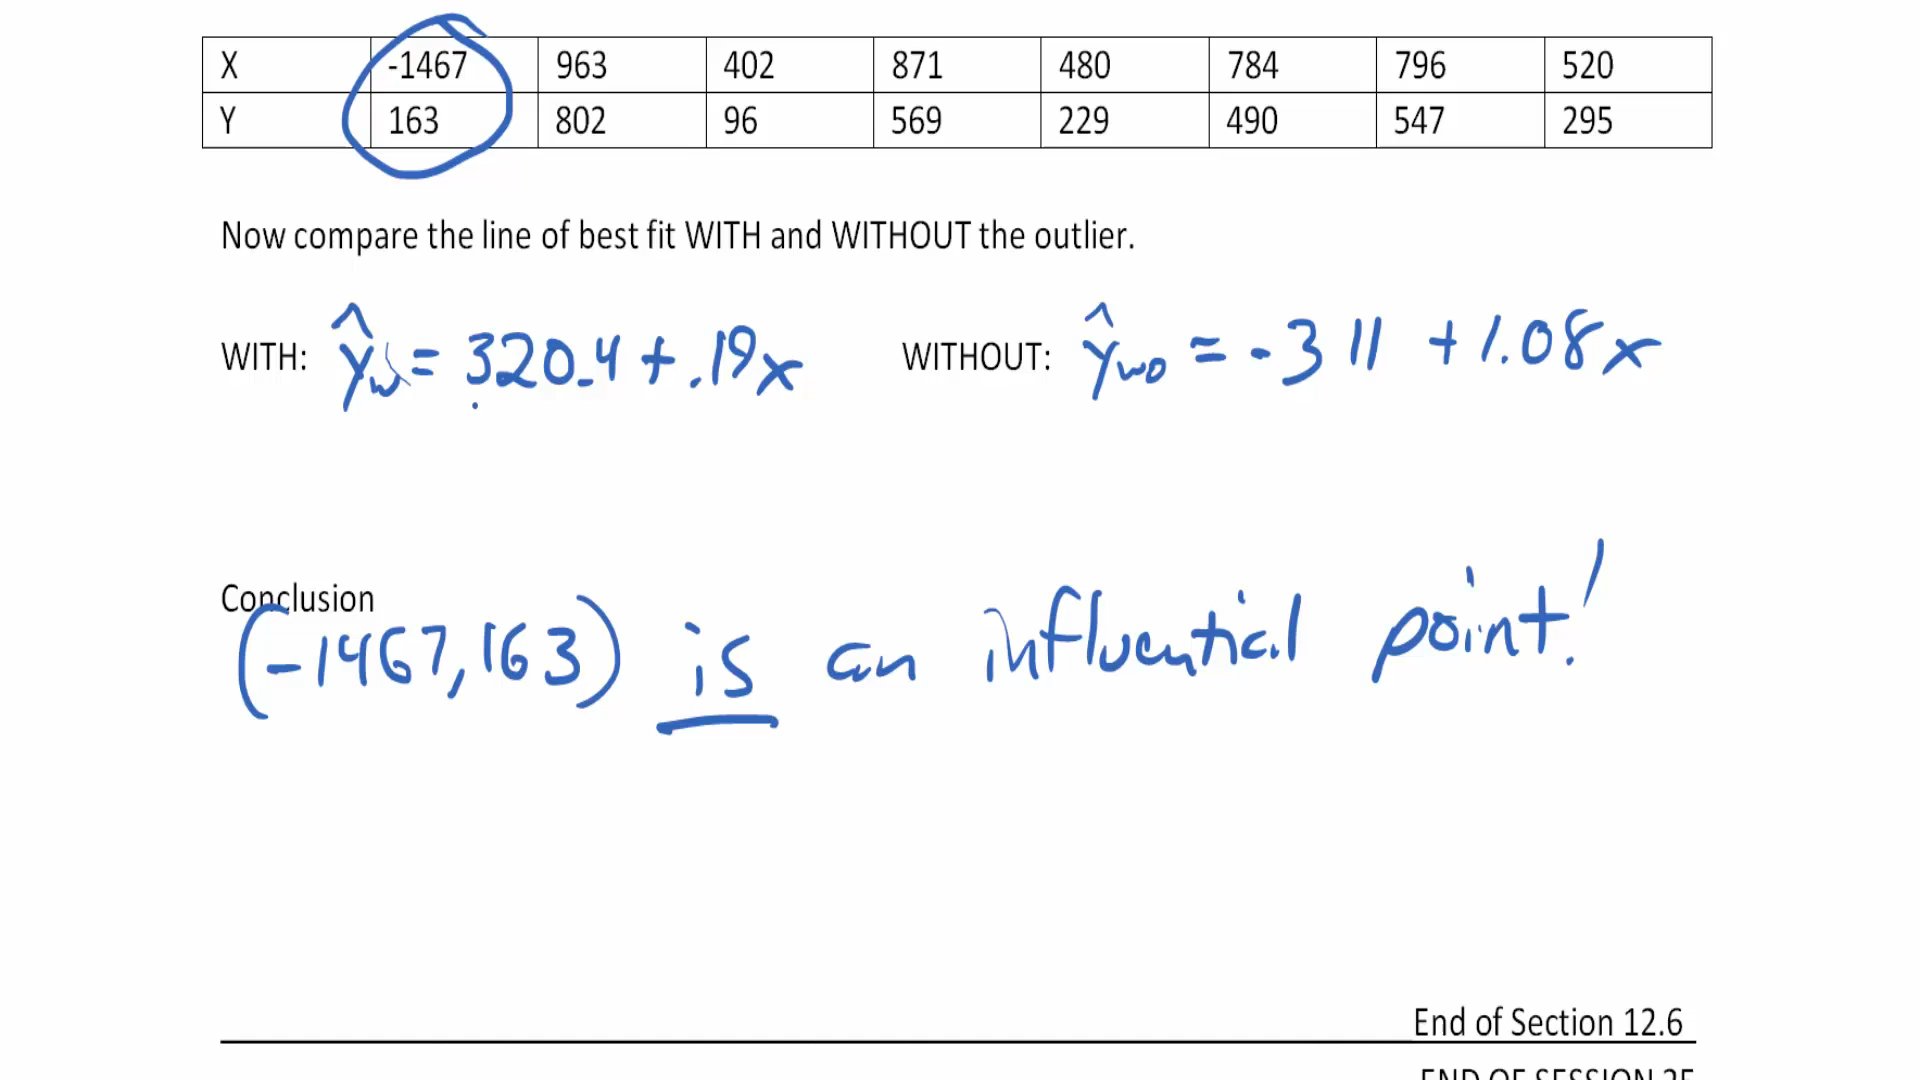 X -1467 963 402 871 480 784 796 520
Y 163 802 96 569 229 490 547 295
Now compare the line of best fit WITH and WITHOUT the outlier.
WITH: ŷw = 320.4 + .19x WITHOUT: ŷwo = -311 + 1.08x
Conclusion
(-1467, 163) is an influential point!
End of Section 12.6